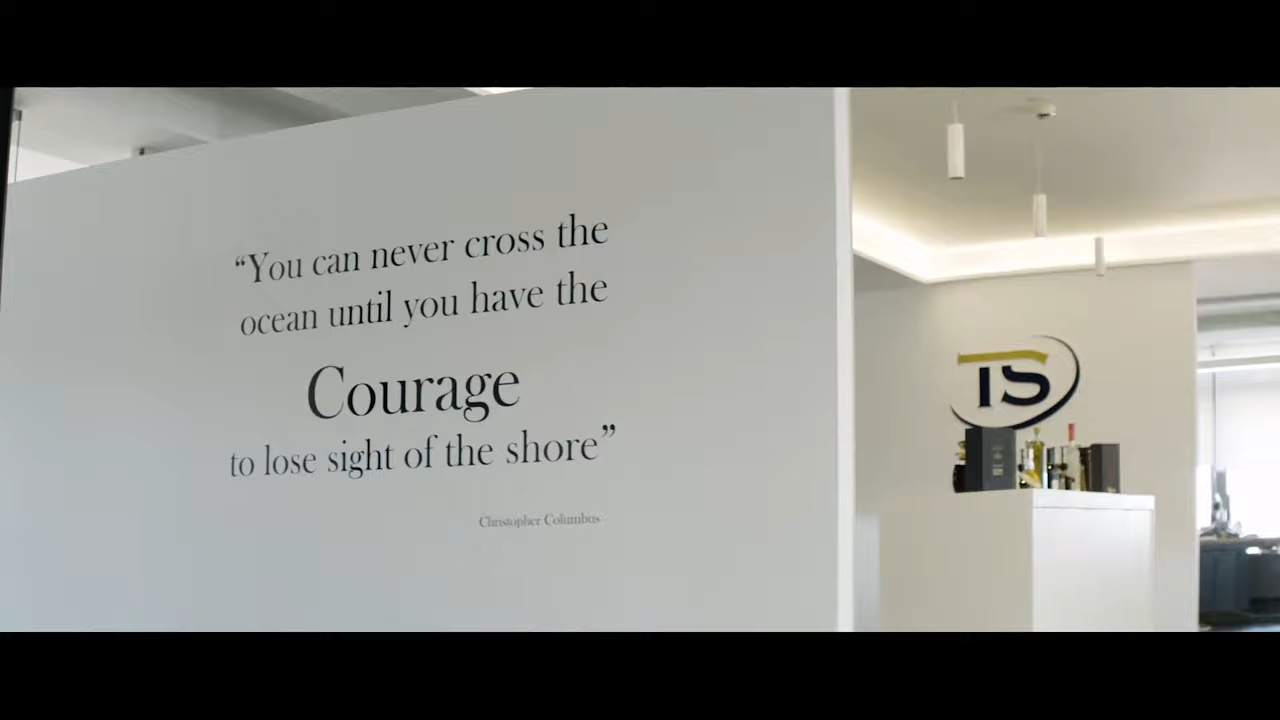 “You can never cross the
ocean until you have the
Courage
to lose sight of the shore”
Christopher Columbus
TS